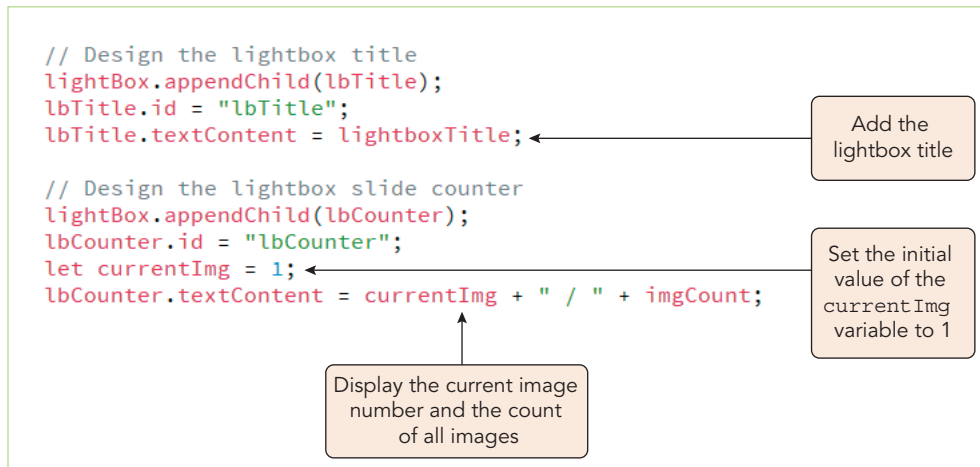 // Design the lightbox title
lightBox.appendChild(lbTitle);
lbTitle.id = "lbTitle";
lbTitle.textContent = lightboxTitle;
Add the
lightbox title
// Design the lightbox slide counter
lightBox.appendChild(lbCounter);
lbCounter.id = "lbCounter";
let currentImg = 1;
lbCounter.textContent = currentImg + " / " + imgCount;
Set the initial
value of the
currentImg
variable to 1
Display the current image
number and the count
of all images